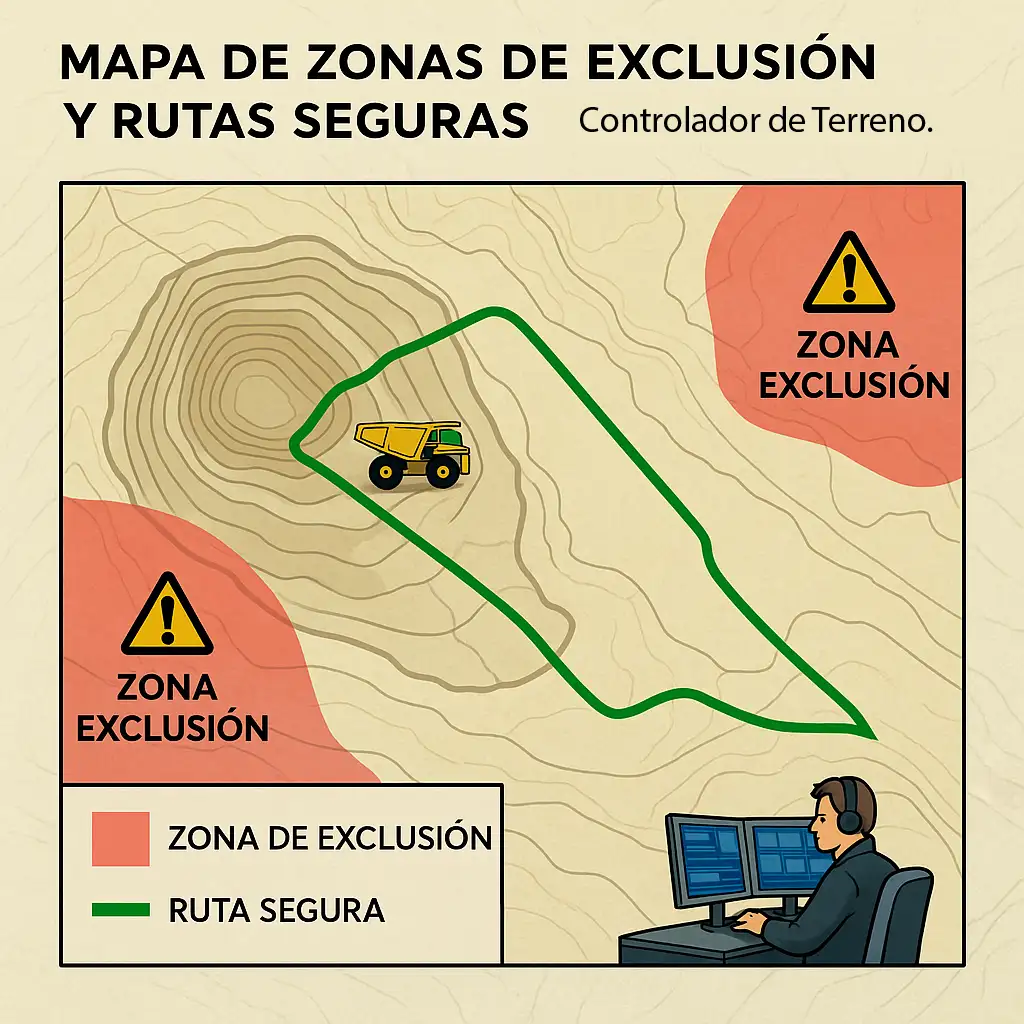 MAPA DE ZONAS DE EXCLUSIÓN
Y RUTAS SEGURAS Controlador de Terreno.
ZONA
EXCLUSIÓN
ZONA
EXCLUSIÓN
ZONA DE EXCLUSIÓN
RUTA SEGURA